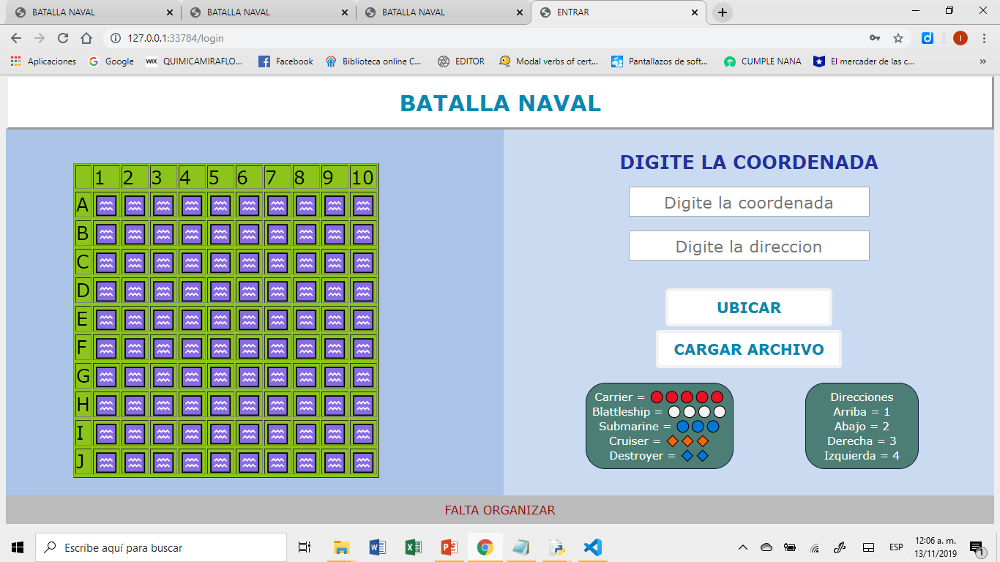 BATALLA NAVAL
BATALLA NAVAL
BATALLA NAVAL
ENTRAR
127.0.0.1:33784/login
Aplicaciones
Google
WIX QUIMICAMIRAFLO...
Facebook
Biblioteca online C...
EDITOR
Modal verbs of cert...
Pantallazos de soft...
CUMPLE NANA
El mercader de las c...
BATALLA NAVAL
1 2 3 4 5 6 7 8 9 10
A
B
C
D
E
F
G
H
I
J
DIGITE LA COORDENADA
Digite la coordenada
Digite la direccion
UBICAR
CARGAR ARCHIVO
Carrier =
Blattleship =
Submarine =
Cruiser =
Destroyer =
Direcciones
Arriba = 1
Abajo = 2
Derecha = 3
Izquierda = 4
FALTA ORGANIZAR
Escribe aquí para buscar
ESP
12:06 a. m.
13/11/2019
1